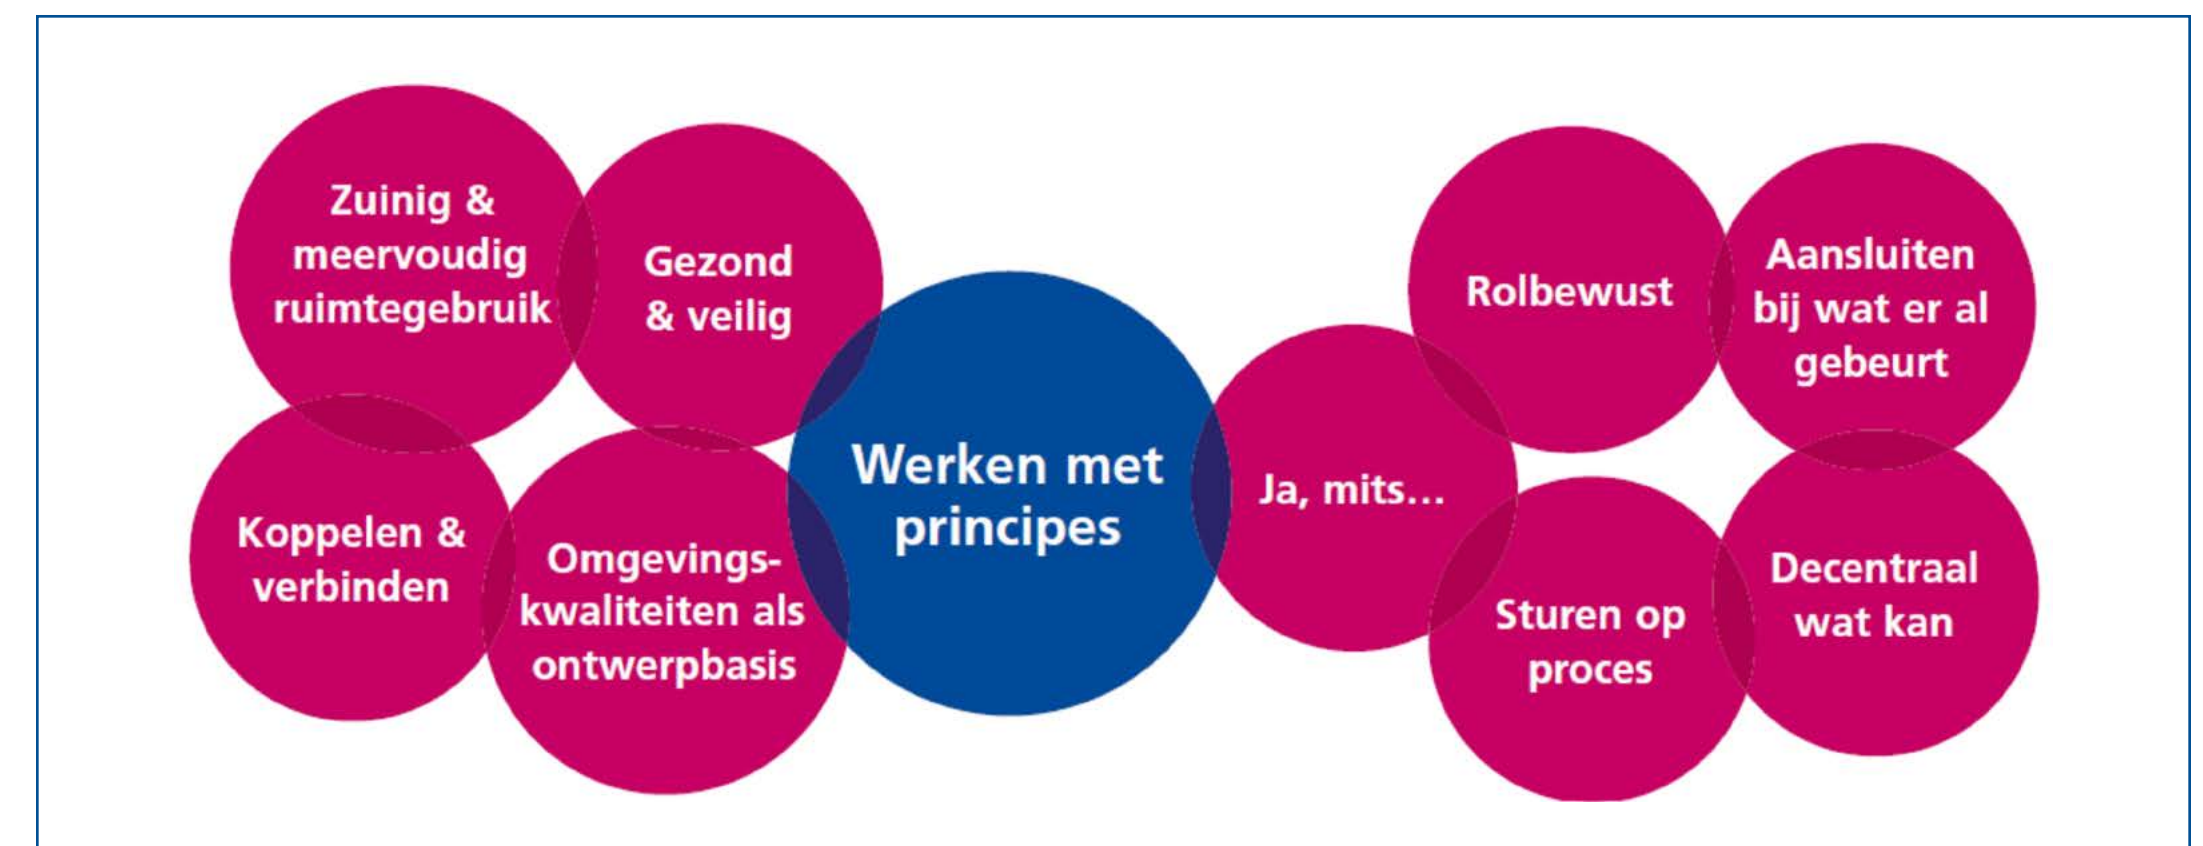 Zuinig &
meervoudig
ruimtegebruik
Gezond
& veilig
Koppelen &
verbinden
Omgevings-
kwaliteiten als
ontwerpbasis
Werken met
principes
Ja, mits...
Rolbewust
Aansluiten
bij wat er al
gebeurt
Sturen op
proces
Decentraal
wat kan